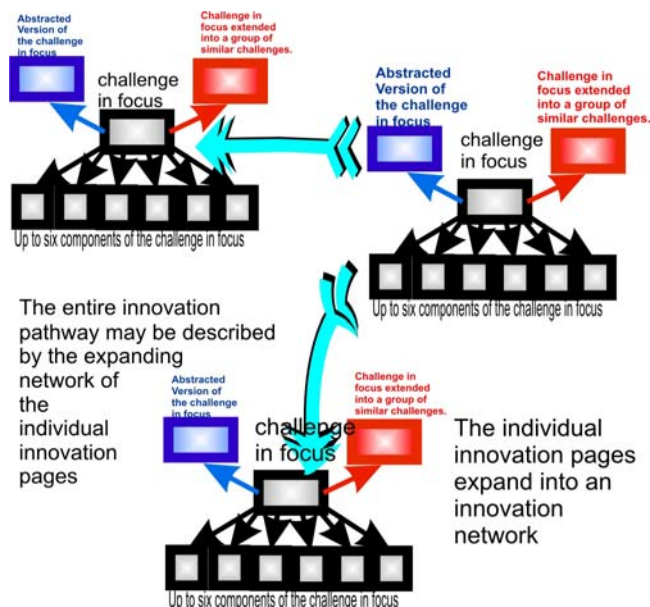 Abstracted
Version of
the challenge
in focus
Challenge in
focus extended
into a group of
similar challenges.
challenge
in focus
Up to six components of the challenge in focus
Abstracted
Version of
the challenge
in focus
Challenge in
focus extended
into a group of
similar challenges.
challenge
in focus
Up to six components of the challenge in focus
The entire innovation
pathway may be described
by the expanding
network of
the
individual
innovation
pages
Abstracted
Version of
the challenge
in focus
Challenge in
focus extended
into a group of
similar challenges.
challenge
in focus
Up to six components of the challenge in focus
The individual
innovation pages
expand into an
innovation
network